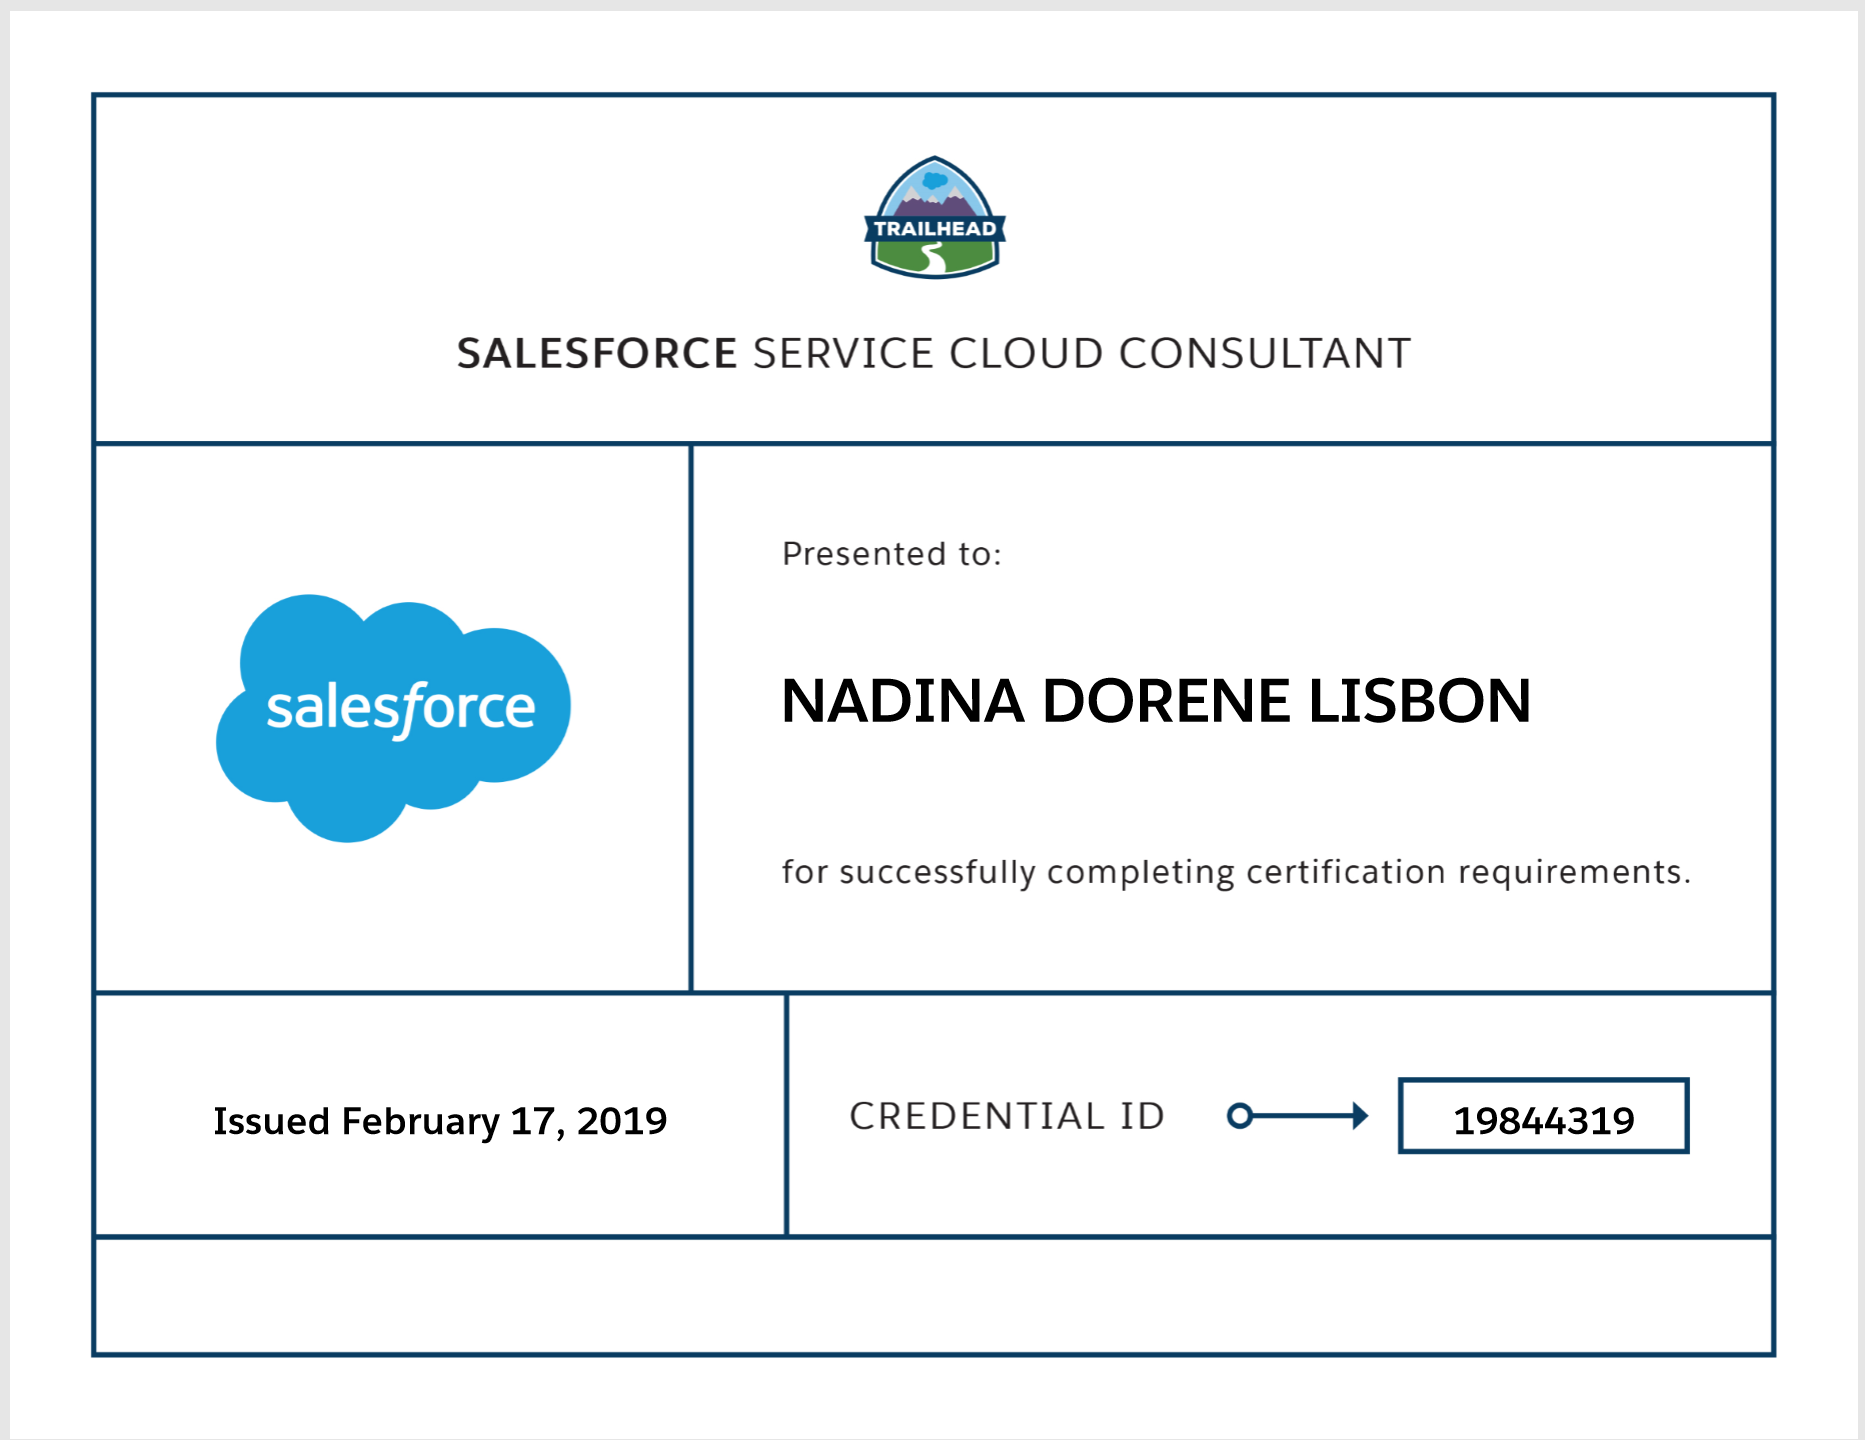 TRAILHEAD
SALESFORCE SERVICE CLOUD CONSULTANT
salesforce
Presented to:
NADINA DORENE LISBON
for successfully completing certification requirements.
Issued February 17, 2019
CREDENTIAL ID
19844319